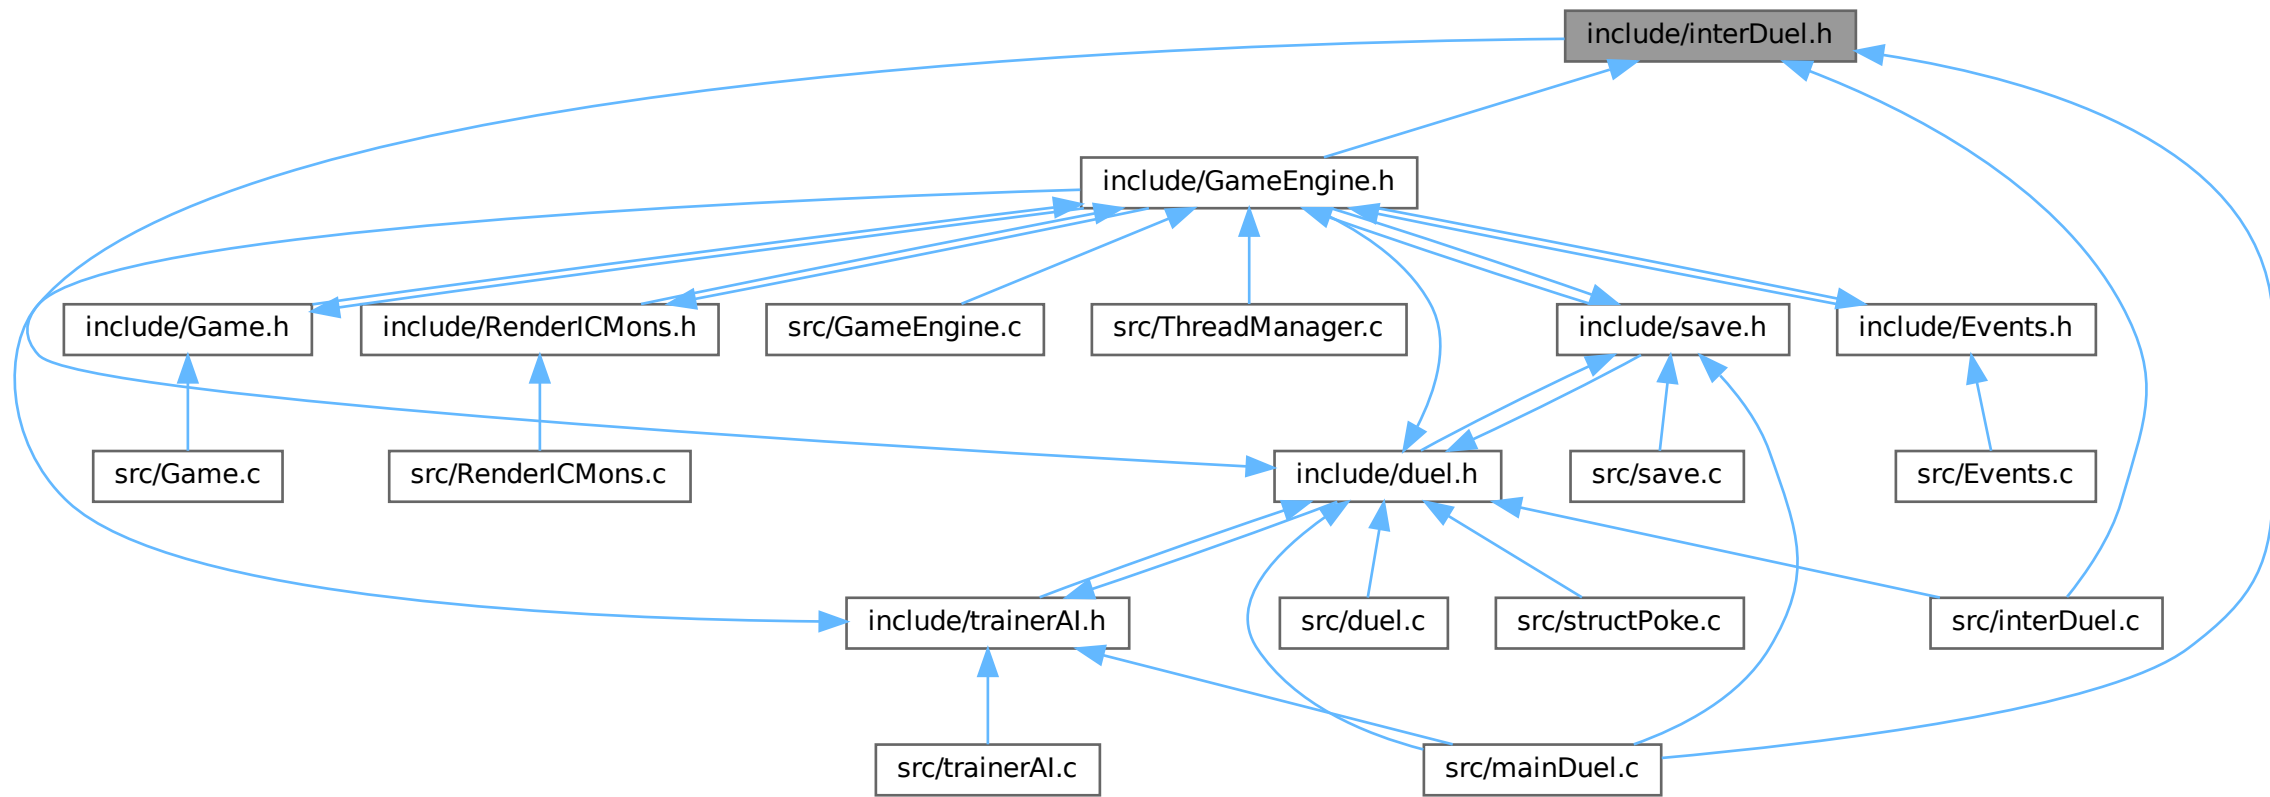 include/interDuel.h
include/GameEngine.h
include/Game.h
include/RenderICMons.h
src/GameEngine.c
src/ThreadManager.c
include/save.h
include/Events.h
src/Game.c
src/RenderICMons.c
include/duel.h
src/save.c
src/Events.c
include/trainerAI.h
src/duel.c
src/structPoke.c
src/interDuel.c
src/trainerAI.c
src/mainDuel.c